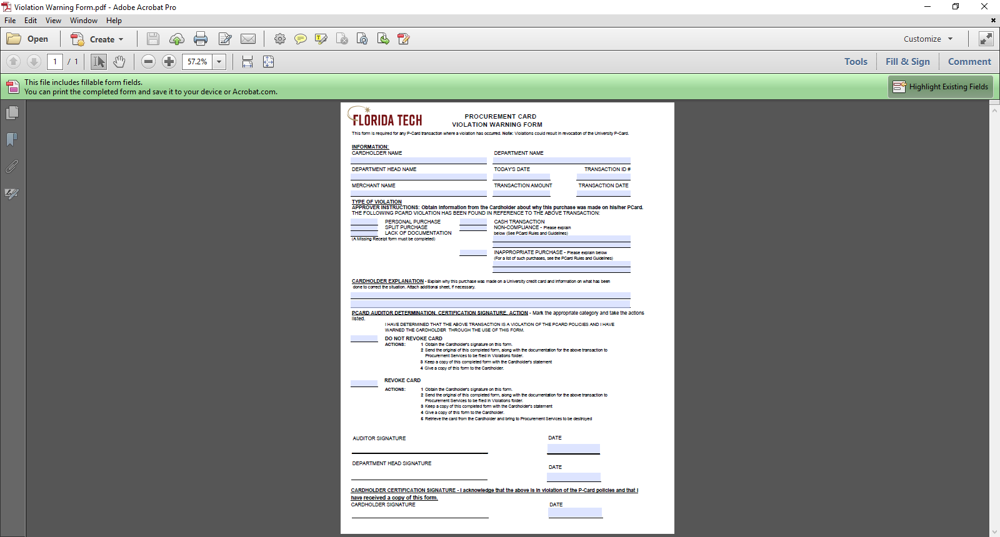 Violation Warning Form.pdf - Adobe Acrobat Pro
File Edit View Window Help
Open Create Customize
1 / 1 57.2% Tools Fill & Sign Comment
This file includes fillable form fields.
You can print the completed form and save it to your device or Acrobat.com.
Highlight Existing Fields
FLORIDA TECH
PROCUREMENT CARD
VIOLATION WARNING FORM
This form is required for any P-Card transaction where a violation has occurred. Note: Violations could result in revocation of the University P-Card.
INFORMATION:
CARDHOLDER NAME DEPARTMENT NAME
DEPARTMENT HEAD NAME TODAY'S DATE TRANSACTION ID #
MERCHANT NAME TRANSACTION AMOUNT TRANSACTION DATE
TYPE OF VIOLATION
APPROVER INSTRUCTIONS: Obtain information from the Cardholder about why this purchase was made on his/her PCard.
THE FOLLOWING PCARD VIOLATION HAS BEEN FOUND IN REFERENCE TO THE ABOVE TRANSACTION:
PERSONAL PURCHASE CASH TRANSACTION
SPLIT PURCHASE NON-COMPLIANCE - Please explain
LACK OF DOCUMENTATION below (See PCard Rules and Guidelines)
(A Missing Receipt form must be completed)
INAPPROPRIATE PURCHASE - Please explain below
(For a list of such purchases, see the PCard Rules and Guidelines)
CARDHOLDER EXPLANATION - Explain why this purchase was made on a University credit card and information on what has been
done to correct the situation. Attach additional sheet, if necessary.
PCARD AUDITOR DETERMINATION, CERTIFICATION SIGNATURE, ACTION - Mark the appropriate category and take the actions
listed.
I HAVE DETERMINED THAT THE ABOVE TRANSACTION IS A VIOLATION OF THE PCARD POLICIES AND I HAVE
WARNED THE CARDHOLDER THROUGH THE USE OF THIS FORM.
DO NOT REVOKE CARD
ACTIONS: 1 Obtain the Cardholder's signature on this form.
2 Send the original of this completed form, along with the documentation for the above transaction to
Procurement Services to be filed in Violations folder.
3 Keep a copy of this completed form with the Cardholder's statement
4 Give a copy of this form to the Cardholder.
REVOKE CARD
ACTIONS: 1 Obtain the Cardholder's signature on this form.
2 Send the original of this completed form, along with the documentation for the above transaction to
Procurement Services to be filed in Violations folder.
3 Keep a copy of this completed form with the Cardholder's statement
4 Give a copy of this form to the Cardholder.
5 Retrieve the card from the Cardholder and bring to Procurement Services to be destroyed
AUDITOR SIGNATURE DATE
DEPARTMENT HEAD SIGNATURE DATE
CARDHOLDER CERTIFICATION SIGNATURE - I acknowledge that the above is in violation of the P-Card policies and that I
have received a copy of this form.
CARDHOLDER SIGNATURE DATE